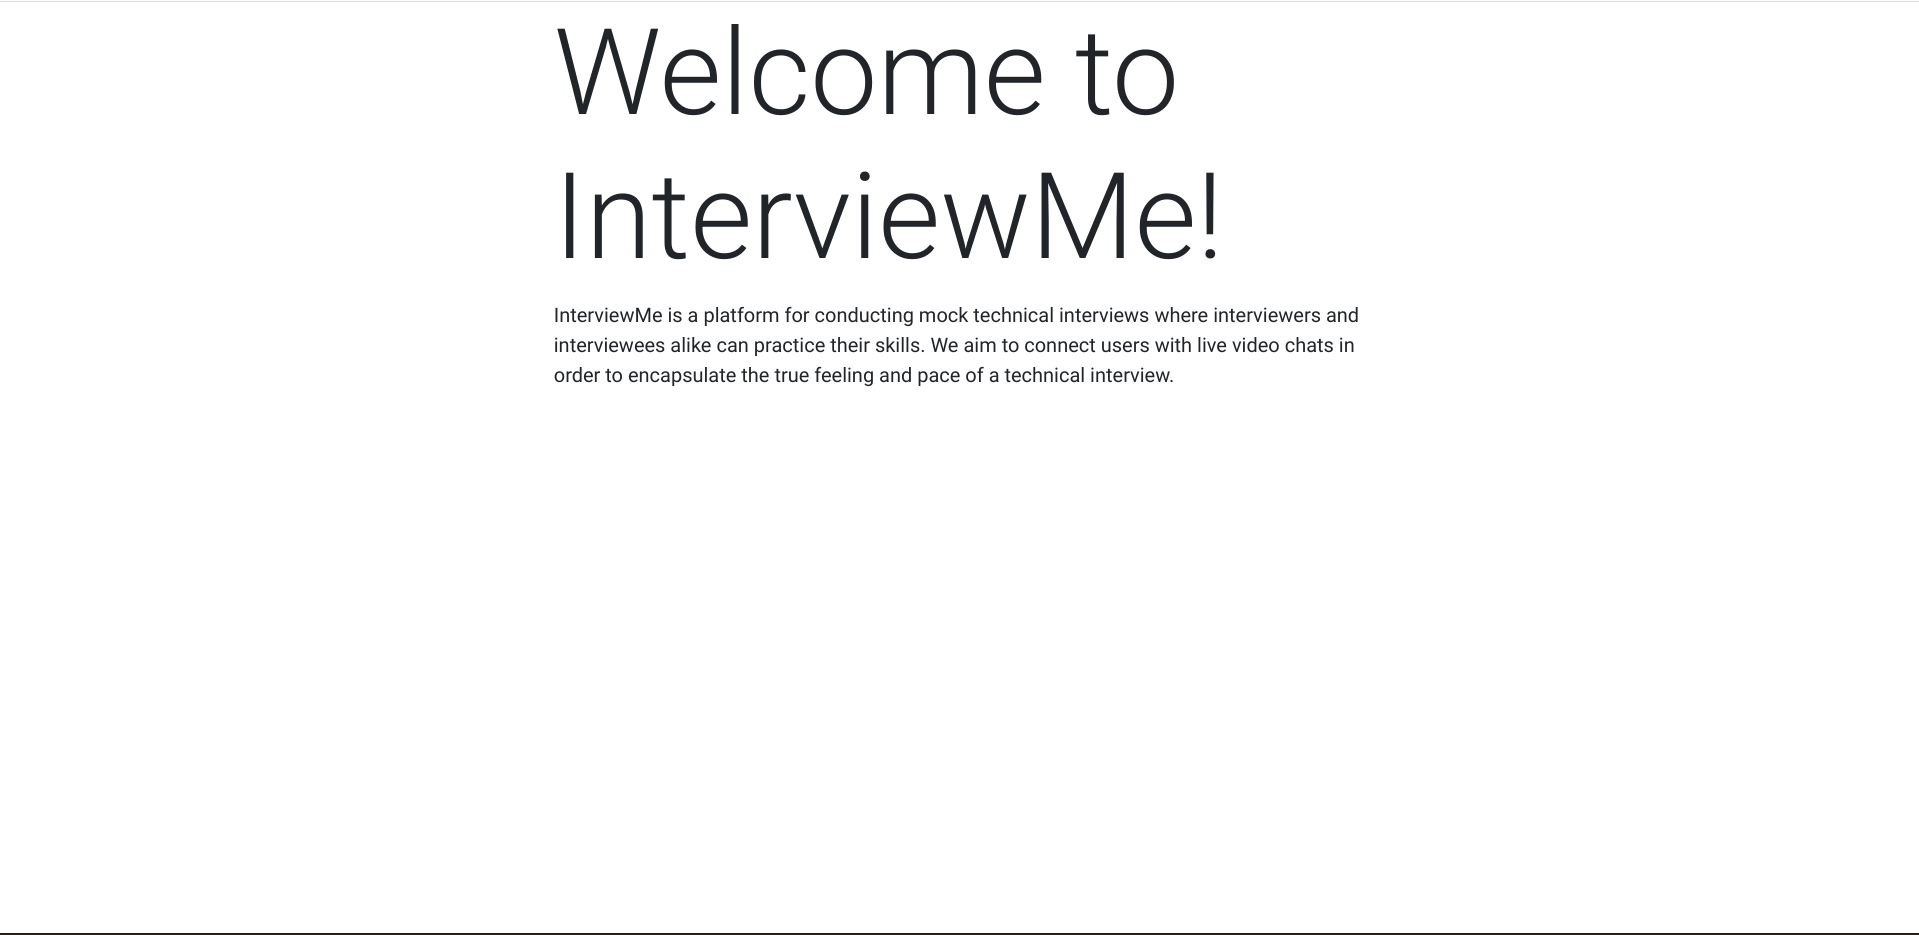 Welcome to
InterviewMe!
InterviewMe is a platform for conducting mock technical interviews where interviewers and
interviewees alike can practice their skills. We aim to connect users with live video chats in
order to encapsulate the true feeling and pace of a technical interview.